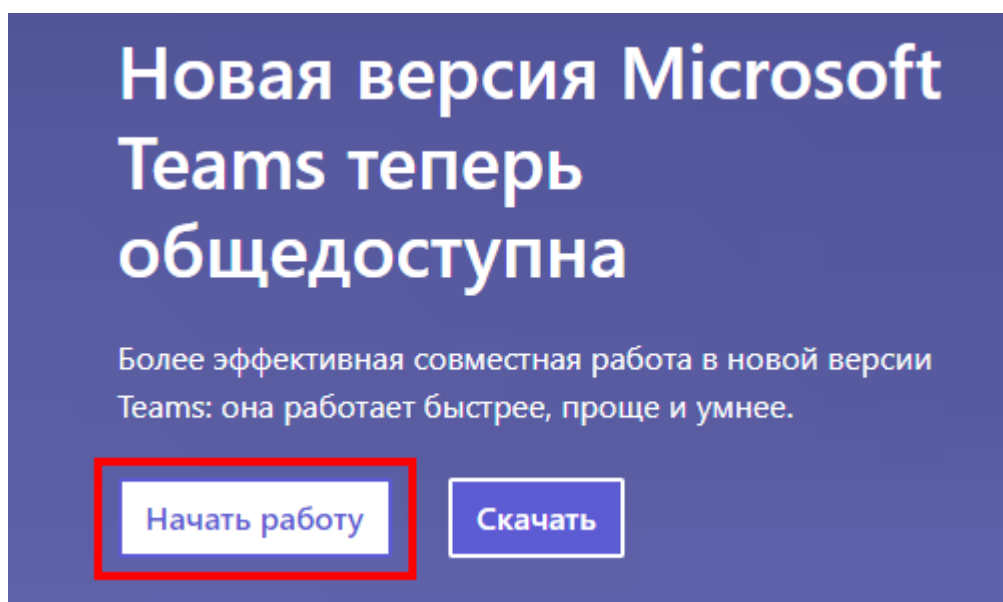 Новая версия Microsoft
Teams теперь
общедоступна
Более эффективная совместная работа в новой версии
Teams: она работает быстрее, проще и умнее.
Начать работу
Скачать